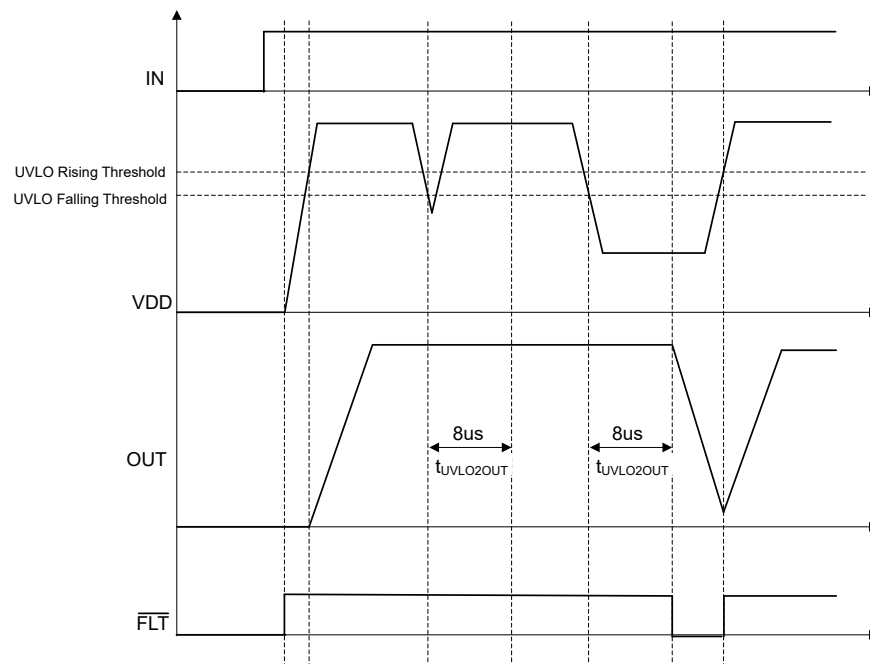 IN
UVLO Rising Threshold
UVLO Falling Threshold
VDD
8us
tUVLO2OUT
8us
tUVLO2OUT
OUT
FLT